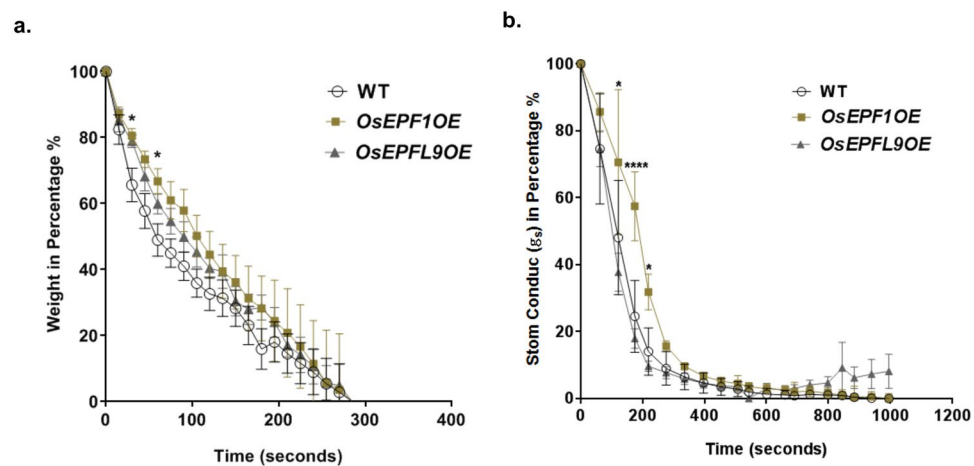 a.
Weight in Percentage %
100
80
60
40
20
0
0 100 200 300 400
Time (seconds)
WT
OsEPF1OE
OsEPFL9OE
*
*
b.
Stom Conduc (gs) in Percentage %
100
80
60
40
20
0
0 200 400 600 800 1000 1200
Time (seconds)
WT
OsEPF1OE
OsEPFL9OE
*
****
*